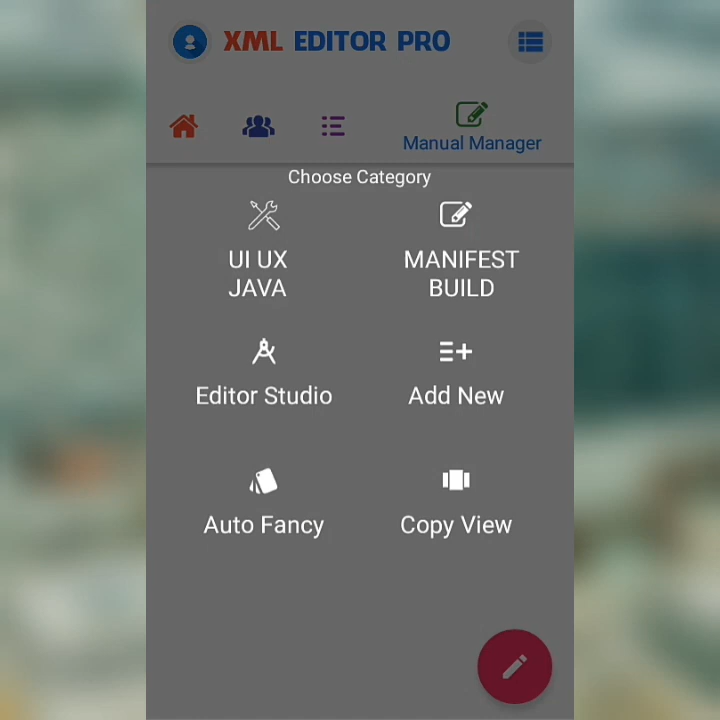 XML EDITOR PRO
Manual Manager
Choose Category
UI UX
JAVA
MANIFEST
BUILD
Editor Studio
Add New
Auto Fancy
Copy View